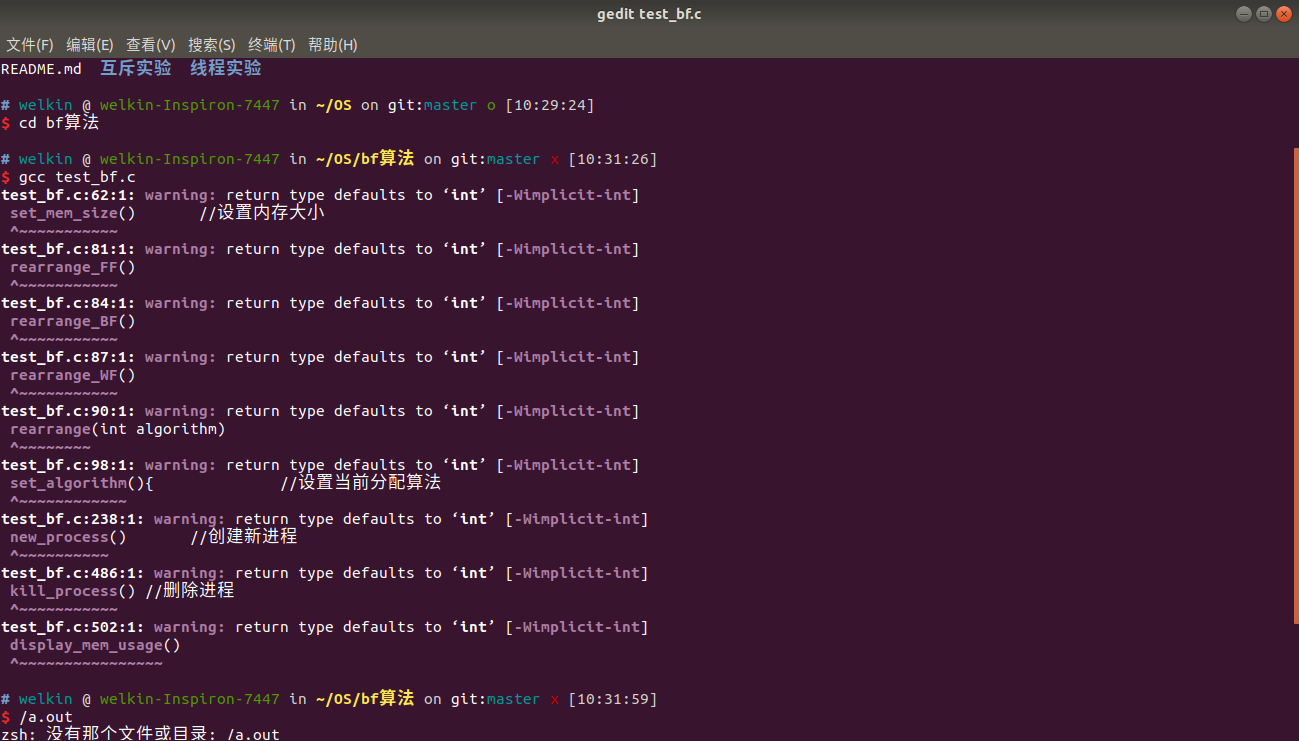 gedit test_bf.c
文件(F) 编辑(E) 查看(V) 搜索(S) 终端(T) 帮助(H)
README.md 互斥实验 线程实验
# welkin @ welkin-Inspiron-7447 in ~/OS on git:master o [10:29:24]
$ cd bf算法
# welkin @ welkin-Inspiron-7447 in ~/OS/bf算法 on git:master x [10:31:26]
$ gcc test_bf.c
test_bf.c:62:1: warning: return type defaults to ‘int’ [-Wimplicit-int]
set_mem_size() //设置内存大小
^~~~~~~~~~~~
test_bf.c:81:1: warning: return type defaults to ‘int’ [-Wimplicit-int]
rearrange_FF()
^~~~~~~~~~~~
test_bf.c:84:1: warning: return type defaults to ‘int’ [-Wimplicit-int]
rearrange_BF()
^~~~~~~~~~~~
test_bf.c:87:1: warning: return type defaults to ‘int’ [-Wimplicit-int]
rearrange_WF()
^~~~~~~~~~~~
test_bf.c:90:1: warning: return type defaults to ‘int’ [-Wimplicit-int]
rearrange(int algorithm)
^~~~~~~~~
test_bf.c:98:1: warning: return type defaults to ‘int’ [-Wimplicit-int]
set_algorithm(){ //设置当前分配算法
^~~~~~~~~~~~~
test_bf.c:238:1: warning: return type defaults to ‘int’ [-Wimplicit-int]
new_process() //创建新进程
^~~~~~~~~~~
test_bf.c:486:1: warning: return type defaults to ‘int’ [-Wimplicit-int]
kill_process() //删除进程
^~~~~~~~~~~~
test_bf.c:502:1: warning: return type defaults to ‘int’ [-Wimplicit-int]
display_mem_usage()
^~~~~~~~~~~~~~~~~
# welkin @ welkin-Inspiron-7447 in ~/OS/bf算法 on git:master x [10:31:59]
$ /a.out
zsh: 没有那个文件或目录: /a.out